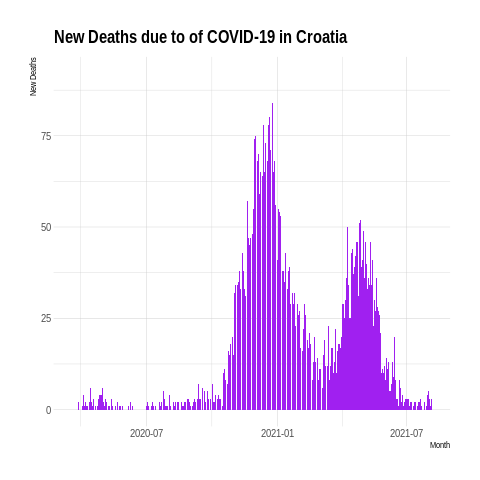 New Deaths due to of COVID-19 in Croatia
New Deaths
75
50
25
0
2020-07
2021-01
2021-07
Month